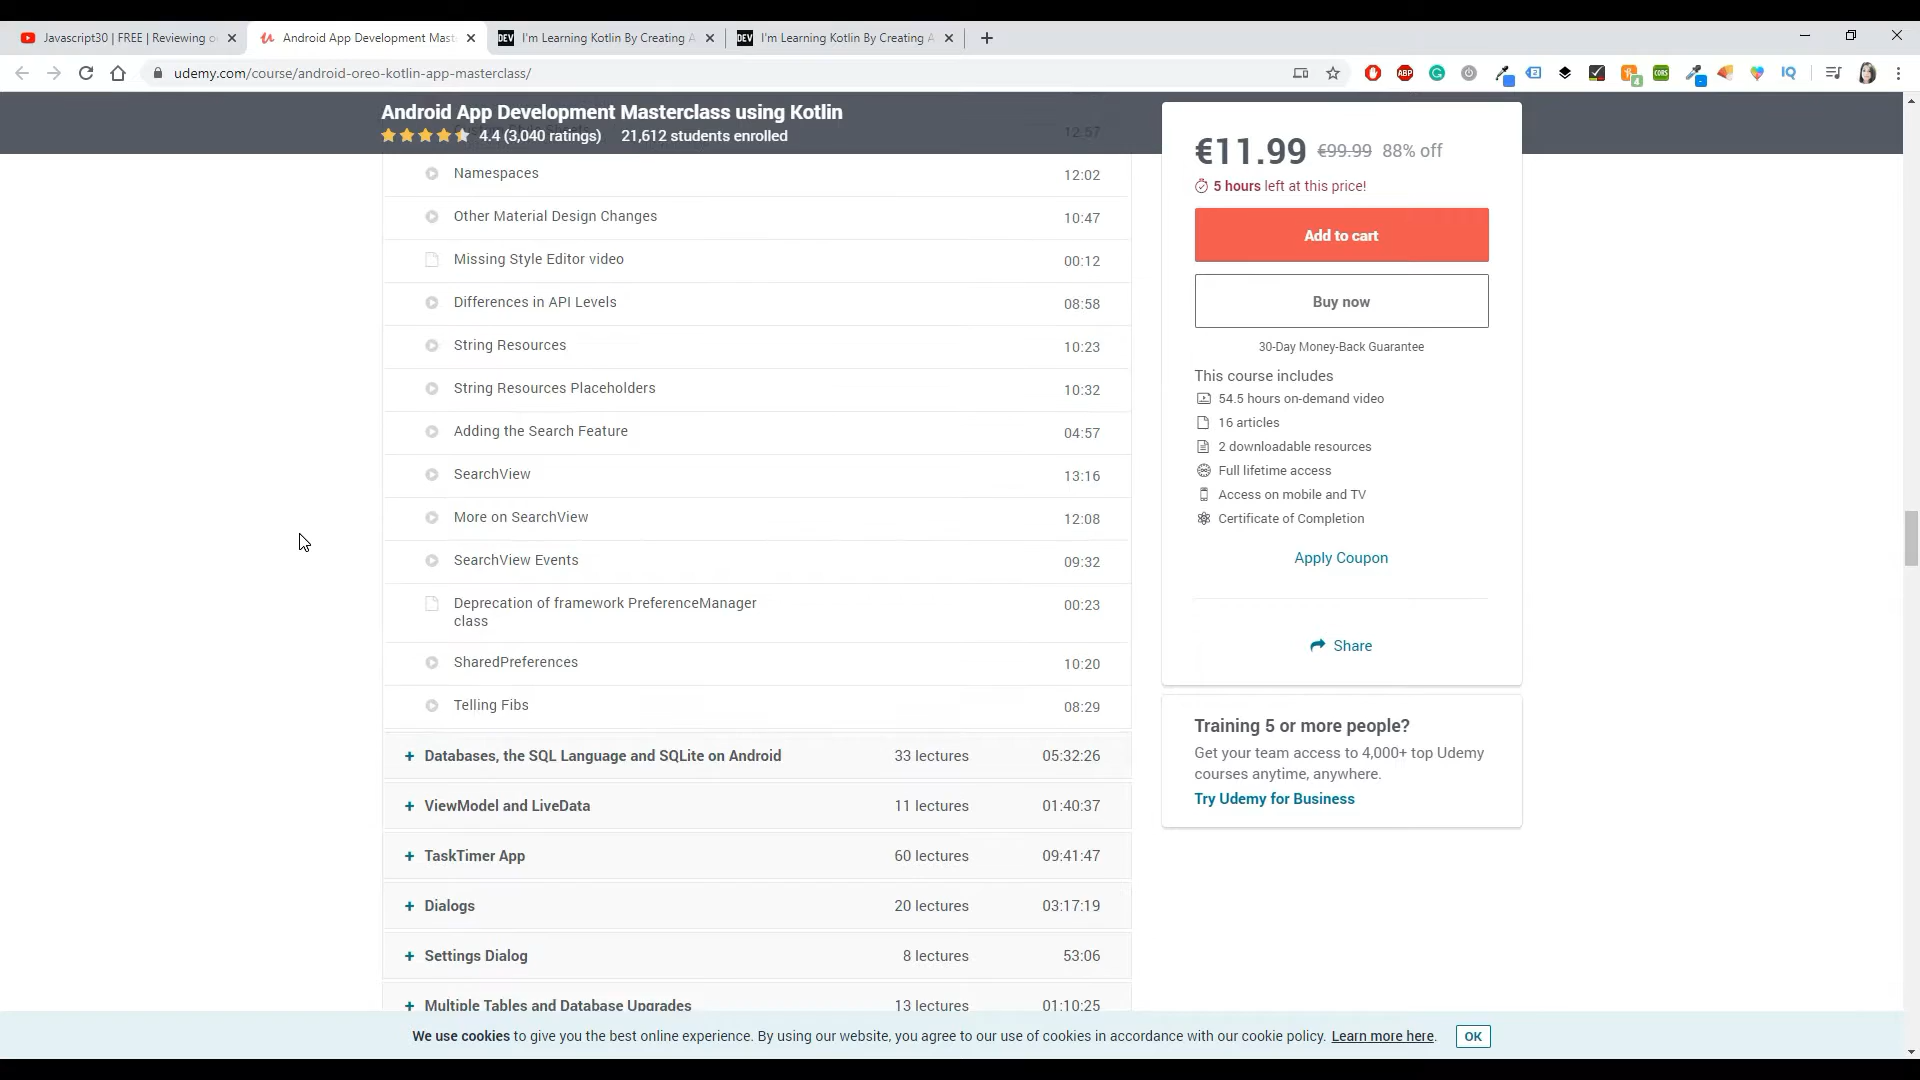 Javascript30 | FREE | Reviewing o
Android App Development Mast
I'm Learning Kotlin By Creating A
I'm Learning Kotlin By Creating A
udemy.com/course/android-oreo-kotlin-app-masterclass/
Android App Development Masterclass using Kotlin
4.4 (3,040 ratings) 21,612 students enrolled
12:57
Namespaces 12:02
Other Material Design Changes 10:47
Missing Style Editor video 00:12
Differences in API Levels 08:58
String Resources 10:23
String Resources Placeholders 10:32
Adding the Search Feature 04:57
SearchView 13:16
More on SearchView 12:08
SearchView Events 09:32
Deprecation of framework PreferenceManager
class 00:23
SharedPreferences 10:20
Telling Fibs 08:29
+ Databases, the SQL Language and SQLite on Android 33 lectures 05:32:26
+ ViewModel and LiveData 11 lectures 01:40:37
+ TaskTimer App 60 lectures 09:41:47
+ Dialogs 20 lectures 03:17:19
+ Settings Dialog 8 lectures 53:06
+ Multiple Tables and Database Upgrades 13 lectures 01:10:25
€11.99 €99.99 88% off
5 hours left at this price!
Add to cart
Buy now
30-Day Money-Back Guarantee
This course includes
54.5 hours on-demand video
16 articles
2 downloadable resources
Full lifetime access
Access on mobile and TV
Certificate of Completion
Apply Coupon
Share
Training 5 or more people?
Get your team access to 4,000+ top Udemy
courses anytime, anywhere.
Try Udemy for Business
We use cookies to give you the best online experience. By using our website, you agree to our use of cookies in accordance with our cookie policy. Learn more here. OK